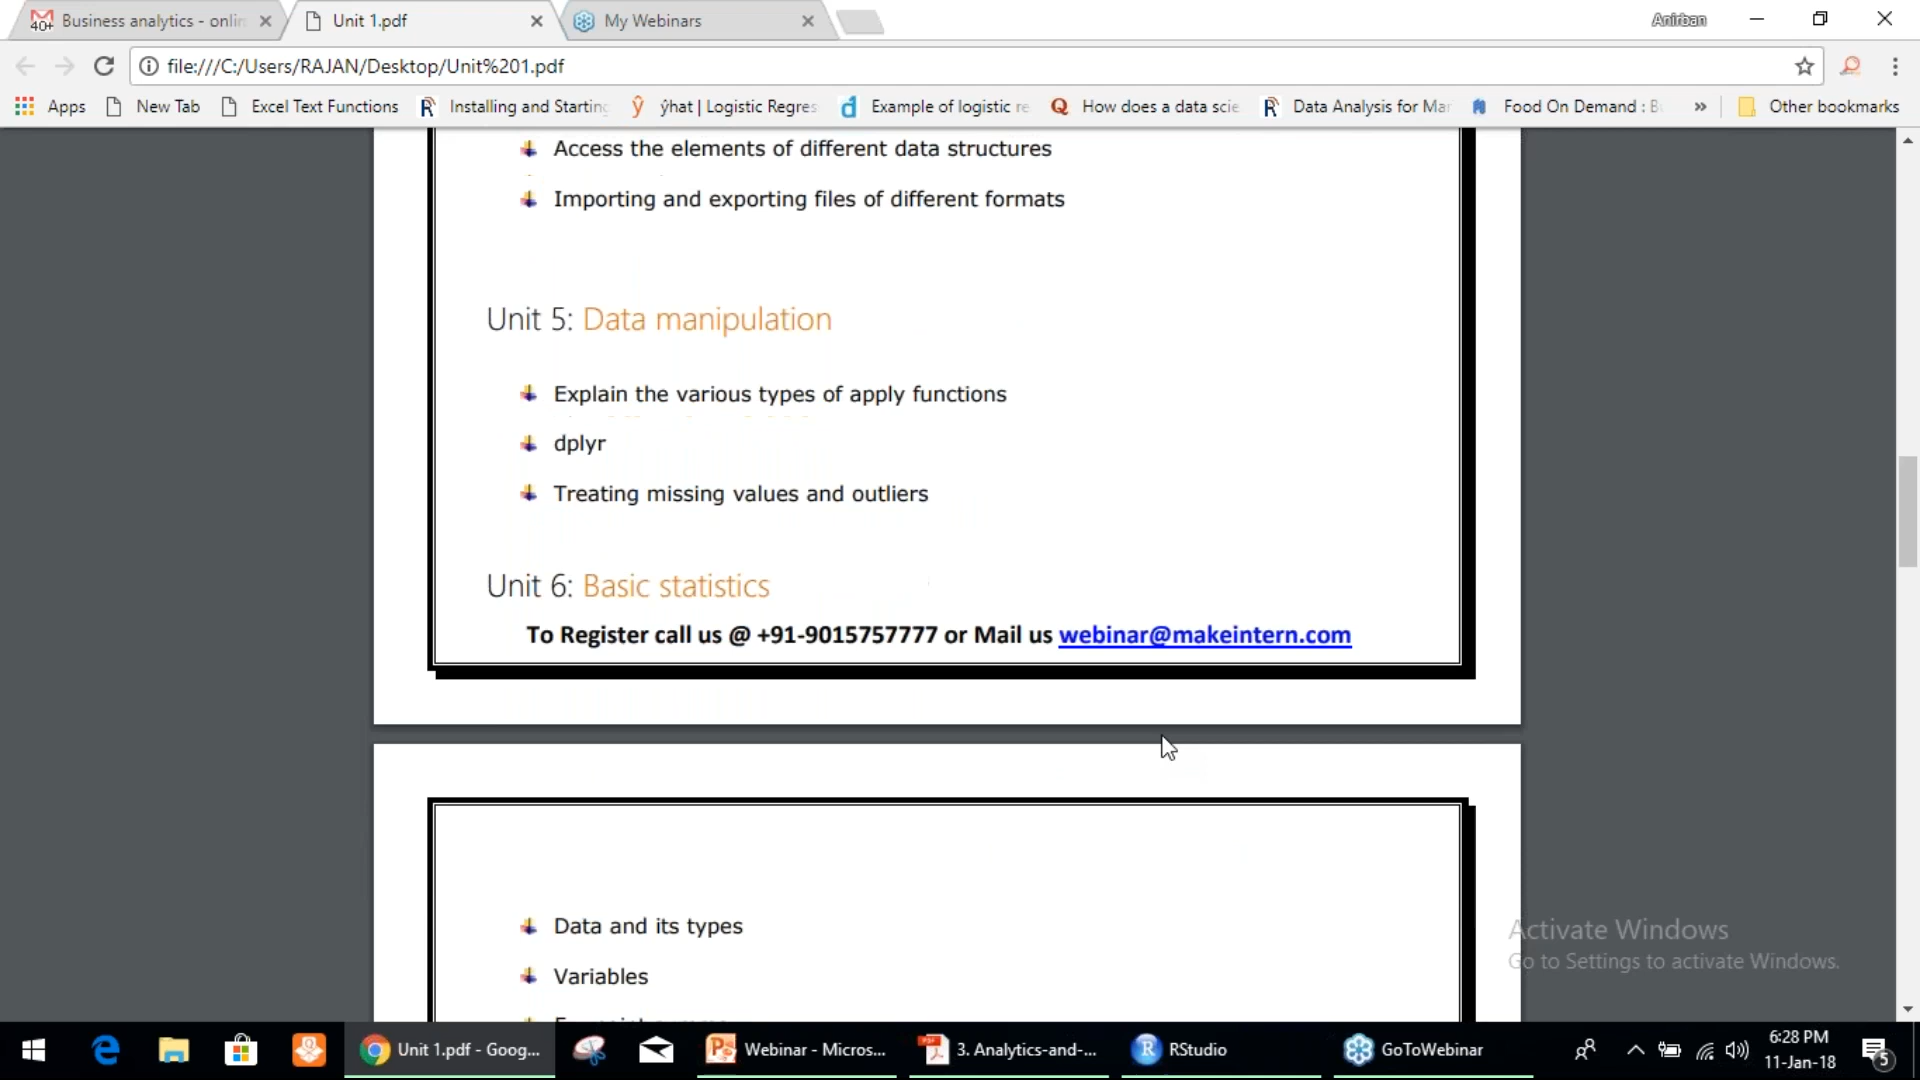 40+ Business analytics - onlin
Unit 1.pdf
My Webinars
Anirban
file:///C:/Users/RAJAN/Desktop/Unit%201.pdf
Apps
New Tab
Excel Text Functions
Installing and Starting
ŷhat | Logistic Regres
Example of logistic re
How does a data scie
Data Analysis for Mar
Food On Demand : B
»
Other bookmarks
Access the elements of different data structures
Importing and exporting files of different formats
Unit 5: Data manipulation
Explain the various types of apply functions
dplyr
Treating missing values and outliers
Unit 6: Basic statistics
To Register call us @ +91-9015757777 or Mail us webinar@makeintern.com
Data and its types
Variables
Activate Windows
Go to Settings to activate Windows.
Unit 1.pdf - Goog...
Webinar - Micros...
3. Analytics-and-...
RStudio
GoToWebinar
6:28 PM
11-Jan-18
5